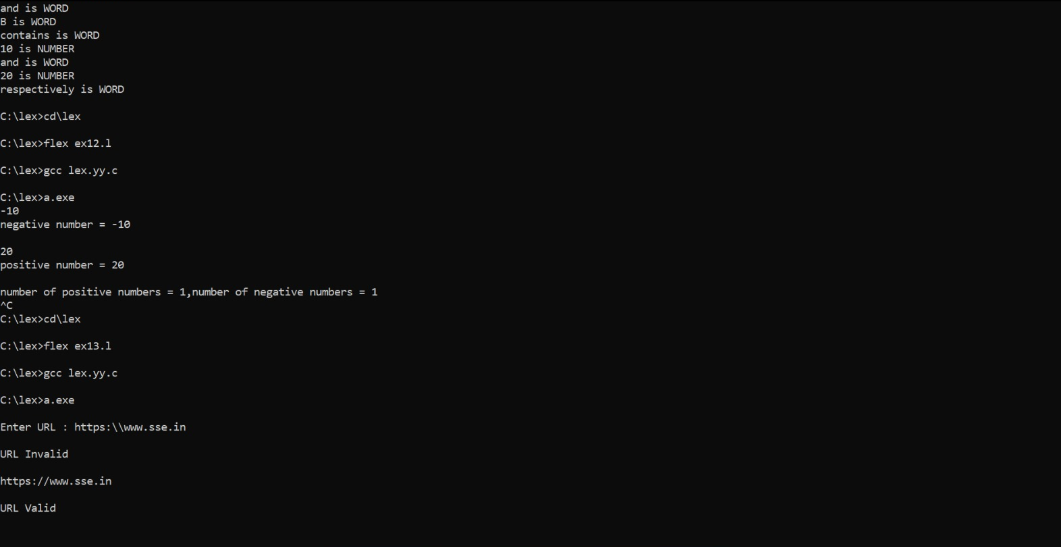 and is WORD
B is WORD
contains is WORD
10 is NUMBER
and is WORD
20 is NUMBER
respectively is WORD
C:\lex>cd\lex
C:\lex>flex ex12.l
C:\lex>gcc lex.yy.c
C:\lex>a.exe
-10
negative number = -10
20
positive number = 20
number of positive numbers = 1,number of negative numbers = 1
^C
C:\lex>cd\lex
C:\lex>flex ex13.l
C:\lex>gcc lex.yy.c
C:\lex>a.exe
Enter URL : https:\\www.sse.in
URL Invalid
https://www.sse.in
URL Valid